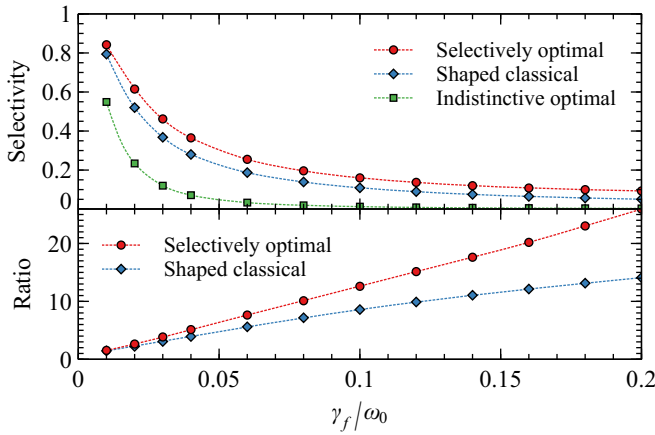 1
0.8
0.6
0.4
0.2
0
Selectivity
Selectively optimal
Shaped classical
Indistinctive optimal
20
10
0
Ratio
Selectively optimal
Shaped classical
0
0.05
0.1
0.15
0.2
γf/ω0